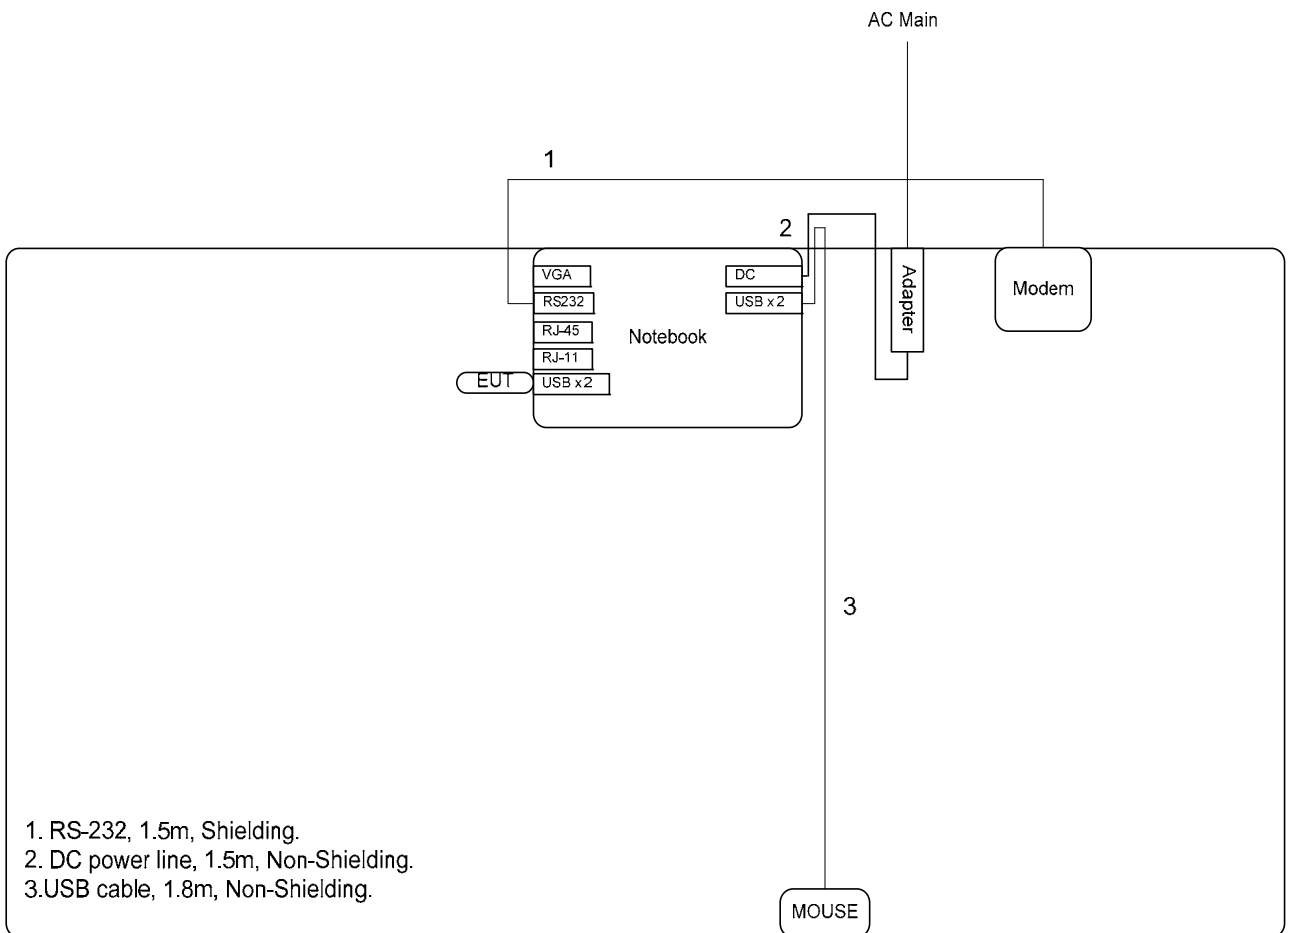 AC Main
1
2
VGA
DC
RS232
USB x 2
RJ-45
Notebook
RJ-11
EUT
USB x 2
Adapter
Modem
3
1. RS-232, 1.5m, Shielding.
2. DC power line, 1.5m, Non-Shielding.
3.USB cable, 1.8m, Non-Shielding.
MOUSE